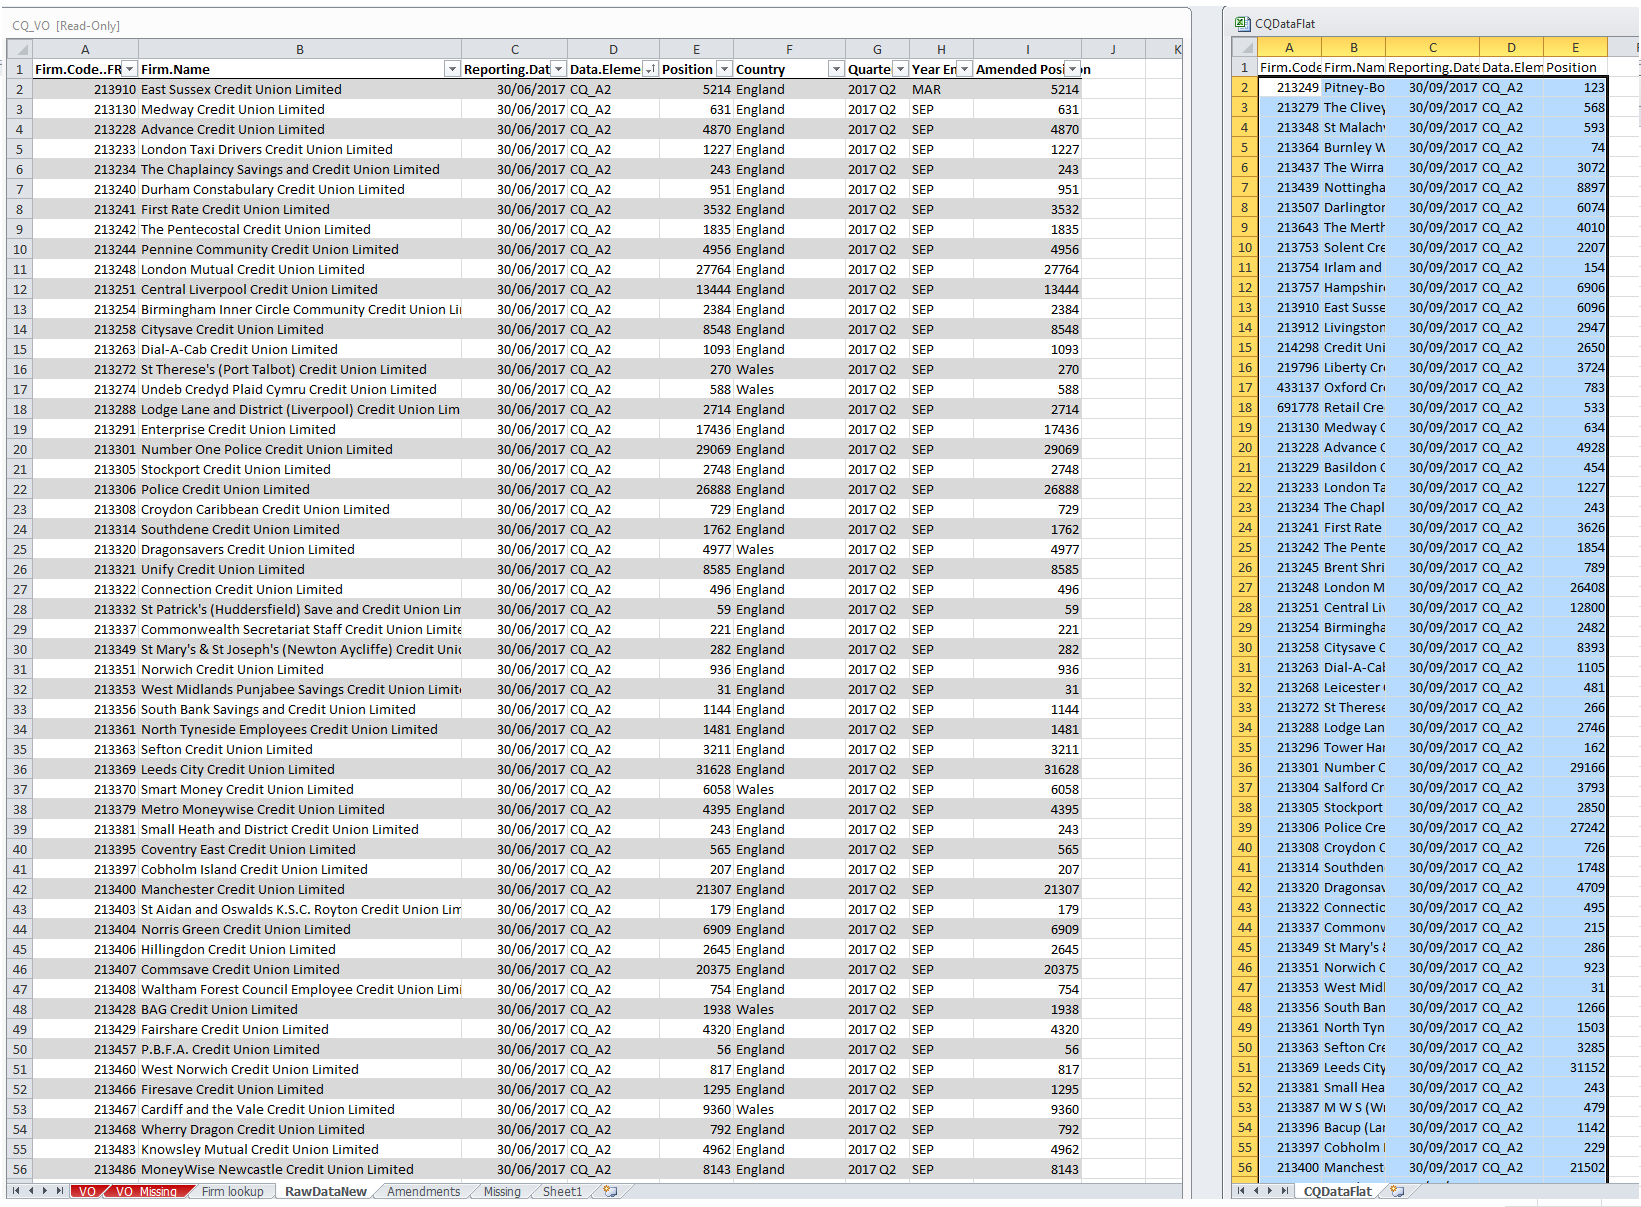 CQ_VO [Read-Only]
A B C D E F G H I J K
1 Firm.Code..FR Firm.Name Reporting.Dat Data.Eleme Position Country Quarte Year En Amended Position
2 213910 East Sussex Credit Union Limited 30/06/2017 CQ_A2 5214 England 2017 Q2 MAR 5214
3 213130 Medway Credit Union Limited 30/06/2017 CQ_A2 631 England 2017 Q2 SEP 631
4 213228 Advance Credit Union Limited 30/06/2017 CQ_A2 4870 England 2017 Q2 SEP 4870
5 213233 London Taxi Drivers Credit Union Limited 30/06/2017 CQ_A2 1227 England 2017 Q2 SEP 1227
6 213234 The Chaplaincy Savings and Credit Union Limited 30/06/2017 CQ_A2 243 England 2017 Q2 SEP 243
7 213240 Durham Constabulary Credit Union Limited 30/06/2017 CQ_A2 951 England 2017 Q2 SEP 951
8 213241 First Rate Credit Union Limited 30/06/2017 CQ_A2 3532 England 2017 Q2 SEP 3532
9 213242 The Pentecostal Credit Union Limited 30/06/2017 CQ_A2 1835 England 2017 Q2 SEP 1835
10 213244 Pennine Community Credit Union Limited 30/06/2017 CQ_A2 4956 England 2017 Q2 SEP 4956
11 213248 London Mutual Credit Union Limited 30/06/2017 CQ_A2 27764 England 2017 Q2 SEP 27764
12 213251 Central Liverpool Credit Union Limited 30/06/2017 CQ_A2 13444 England 2017 Q2 SEP 13444
13 213254 Birmingham Inner Circle Community Credit Union Li 30/06/2017 CQ_A2 2384 England 2017 Q2 SEP 2384
14 213258 Citysave Credit Union Limited 30/06/2017 CQ_A2 8548 England 2017 Q2 SEP 8548
15 213263 Dial-A-Cab Credit Union Limited 30/06/2017 CQ_A2 1093 England 2017 Q2 SEP 1093
16 213272 St Therese's (Port Talbot) Credit Union Limited 30/06/2017 CQ_A2 270 Wales 2017 Q2 SEP 270
17 213274 Undeb Credyd Plaid Cymru Credit Union Limited 30/06/2017 CQ_A2 588 Wales 2017 Q2 SEP 588
18 213288 Lodge Lane and District (Liverpool) Credit Union Lim 30/06/2017 CQ_A2 2714 England 2017 Q2 SEP 2714
19 213291 Enterprise Credit Union Limited 30/06/2017 CQ_A2 17436 England 2017 Q2 SEP 17436
20 213301 Number One Police Credit Union Limited 30/06/2017 CQ_A2 29069 England 2017 Q2 SEP 29069
21 213305 Stockport Credit Union Limited 30/06/2017 CQ_A2 2748 England 2017 Q2 SEP 2748
22 213306 Police Credit Union Limited 30/06/2017 CQ_A2 26888 England 2017 Q2 SEP 26888
23 213308 Croydon Caribbean Credit Union Limited 30/06/2017 CQ_A2 729 England 2017 Q2 SEP 729
24 213314 Southdene Credit Union Limited 30/06/2017 CQ_A2 1762 England 2017 Q2 SEP 1762
25 213320 Dragonsavers Credit Union Limited 30/06/2017 CQ_A2 4977 Wales 2017 Q2 SEP 4977
26 213321 Unify Credit Union Limited 30/06/2017 CQ_A2 8585 England 2017 Q2 SEP 8585
27 213322 Connection Credit Union Limited 30/06/2017 CQ_A2 496 England 2017 Q2 SEP 496
28 213332 St Patrick's (Huddersfield) Save and Credit Union Lim 30/06/2017 CQ_A2 59 England 2017 Q2 SEP 59
29 213337 Commonwealth Secretariat Staff Credit Union Limite 30/06/2017 CQ_A2 221 England 2017 Q2 SEP 221
30 213349 St Mary's & St Joseph's (Newton Aycliffe) Credit Unic 30/06/2017 CQ_A2 282 England 2017 Q2 SEP 282
31 213351 Norwich Credit Union Limited 30/06/2017 CQ_A2 936 England 2017 Q2 SEP 936
32 213353 West Midlands Punjabee Savings Credit Union Limit 30/06/2017 CQ_A2 31 England 2017 Q2 SEP 31
33 213356 South Bank Savings and Credit Union Limited 30/06/2017 CQ_A2 1144 England 2017 Q2 SEP 1144
34 213361 North Tyneside Employees Credit Union Limited 30/06/2017 CQ_A2 1481 England 2017 Q2 SEP 1481
35 213363 Sefton Credit Union Limited 30/06/2017 CQ_A2 3211 England 2017 Q2 SEP 3211
36 213369 Leeds City Credit Union Limited 30/06/2017 CQ_A2 31628 England 2017 Q2 SEP 31628
37 213370 Smart Money Credit Union Limited 30/06/2017 CQ_A2 6058 Wales 2017 Q2 SEP 6058
38 213379 Metro Moneywise Credit Union Limited 30/06/2017 CQ_A2 4395 England 2017 Q2 SEP 4395
39 213381 Small Heath and District Credit Union Limited 30/06/2017 CQ_A2 243 England 2017 Q2 SEP 243
40 213395 Coventry East Credit Union Limited 30/06/2017 CQ_A2 565 England 2017 Q2 SEP 565
41 213397 Cobholm Island Credit Union Limited 30/06/2017 CQ_A2 207 England 2017 Q2 SEP 207
42 213400 Manchester Credit Union Limited 30/06/2017 CQ_A2 21307 England 2017 Q2 SEP 21307
43 213403 St Aidan and Oswalds K.S.C. Royton Credit Union Lim 30/06/2017 CQ_A2 179 England 2017 Q2 SEP 179
44 213404 Norris Green Credit Union Limited 30/06/2017 CQ_A2 6909 England 2017 Q2 SEP 6909
45 213406 Hillingdon Credit Union Limited 30/06/2017 CQ_A2 2645 England 2017 Q2 SEP 2645
46 213407 Commsave Credit Union Limited 30/06/2017 CQ_A2 20375 England 2017 Q2 SEP 20375
47 213408 Waltham Forest Council Employee Credit Union Limi 30/06/2017 CQ_A2 754 England 2017 Q2 SEP 754
48 213428 BAG Credit Union Limited 30/06/2017 CQ_A2 1938 Wales 2017 Q2 SEP 1938
49 213429 Fairshare Credit Union Limited 30/06/2017 CQ_A2 4320 England 2017 Q2 SEP 4320
50 213457 P.B.F.A. Credit Union Limited 30/06/2017 CQ_A2 56 England 2017 Q2 SEP 56
51 213460 West Norwich Credit Union Limited 30/06/2017 CQ_A2 817 England 2017 Q2 SEP 817
52 213466 Firesave Credit Union Limited 30/06/2017 CQ_A2 1295 England 2017 Q2 SEP 1295
53 213467 Cardiff and the Vale Credit Union Limited 30/06/2017 CQ_A2 9360 Wales 2017 Q2 SEP 9360
54 213468 Wherry Dragon Credit Union Limited 30/06/2017 CQ_A2 792 England 2017 Q2 SEP 792
55 213483 Knowsley Mutual Credit Union Limited 30/06/2017 CQ_A2 4962 England 2017 Q2 SEP 4962
56 213486 MoneyWise Newcastle Credit Union Limited 30/06/2017 CQ_A2 8143 England 2017 Q2 SEP 8143
VO VO Missing Firm lookup RawDataNew Amendments Missing Sheet1
CQDataFlat
A B C D E
1 Firm.Code Firm.Nam Reporting.Date Data.Elem Position
2 213249 Pitney-Bo 30/09/2017 CQ_A2 123
3 213279 The Clivey 30/09/2017 CQ_A2 568
4 213348 St Malachy 30/09/2017 CQ_A2 593
5 213364 Burnley W 30/09/2017 CQ_A2 74
6 213437 The Wirra 30/09/2017 CQ_A2 3072
7 213439 Nottingha 30/09/2017 CQ_A2 8897
8 213507 Darlington 30/09/2017 CQ_A2 6074
9 213643 The Merth 30/09/2017 CQ_A2 4010
10 213753 Solent Cre 30/09/2017 CQ_A2 2207
11 213754 Irlam and 30/09/2017 CQ_A2 154
12 213757 Hampshire 30/09/2017 CQ_A2 6906
13 213910 East Susse 30/09/2017 CQ_A2 6096
14 213912 Livingston 30/09/2017 CQ_A2 2947
15 214298 Credit Uni 30/09/2017 CQ_A2 2650
16 219796 Liberty Cr 30/09/2017 CQ_A2 3724
17 433137 Oxford Cr 30/09/2017 CQ_A2 783
18 691778 Retail Cre 30/09/2017 CQ_A2 533
19 213130 Medway C 30/09/2017 CQ_A2 634
20 213228 Advance C 30/09/2017 CQ_A2 4928
21 213229 Basildon C 30/09/2017 CQ_A2 454
22 213233 London Ta 30/09/2017 CQ_A2 1227
23 213234 The Chapl 30/09/2017 CQ_A2 243
24 213241 First Rate 30/09/2017 CQ_A2 3626
25 213242 The Pente 30/09/2017 CQ_A2 1854
26 213245 Brent Shri 30/09/2017 CQ_A2 789
27 213248 London M 30/09/2017 CQ_A2 26408
28 213251 Central Liv 30/09/2017 CQ_A2 12800
29 213254 Birmingha 30/09/2017 CQ_A2 2482
30 213258 Citysave C 30/09/2017 CQ_A2 8393
31 213263 Dial-A-Cab 30/09/2017 CQ_A2 1105
32 213268 Leicester 30/09/2017 CQ_A2 481
33 213272 St Therese 30/09/2017 CQ_A2 266
34 213288 Lodge Lan 30/09/2017 CQ_A2 2746
35 213296 Tower Har 30/09/2017 CQ_A2 162
36 213301 Number C 30/09/2017 CQ_A2 29166
37 213304 Salford Cr 30/09/2017 CQ_A2 3793
38 213305 Stockport 30/09/2017 CQ_A2 2850
39 213306 Police Cre 30/09/2017 CQ_A2 27242
40 213308 Croydon C 30/09/2017 CQ_A2 726
41 213314 Southden 30/09/2017 CQ_A2 1748
42 213320 Dragonsav 30/09/2017 CQ_A2 4709
43 213322 Connectio 30/09/2017 CQ_A2 495
44 213337 Commonw 30/09/2017 CQ_A2 215
45 213349 St Mary's & 30/09/2017 CQ_A2 286
46 213351 Norwich C 30/09/2017 CQ_A2 923
47 213353 West Midl 30/09/2017 CQ_A2 31
48 213356 South Ban 30/09/2017 CQ_A2 1266
49 213361 North Tyn 30/09/2017 CQ_A2 1503
50 213363 Sefton Cre 30/09/2017 CQ_A2 3285
51 213369 Leeds City 30/09/2017 CQ_A2 31152
52 213381 Small Hea 30/09/2017 CQ_A2 243
53 213387 M W S (Wr 30/09/2017 CQ_A2 479
54 213396 Bacup (Lar 30/09/2017 CQ_A2 1142
55 213397 Cobholm 30/09/2017 CQ_A2 229
56 213400 Manchest 30/09/2017 CQ_A2 21502
CQDataFlat